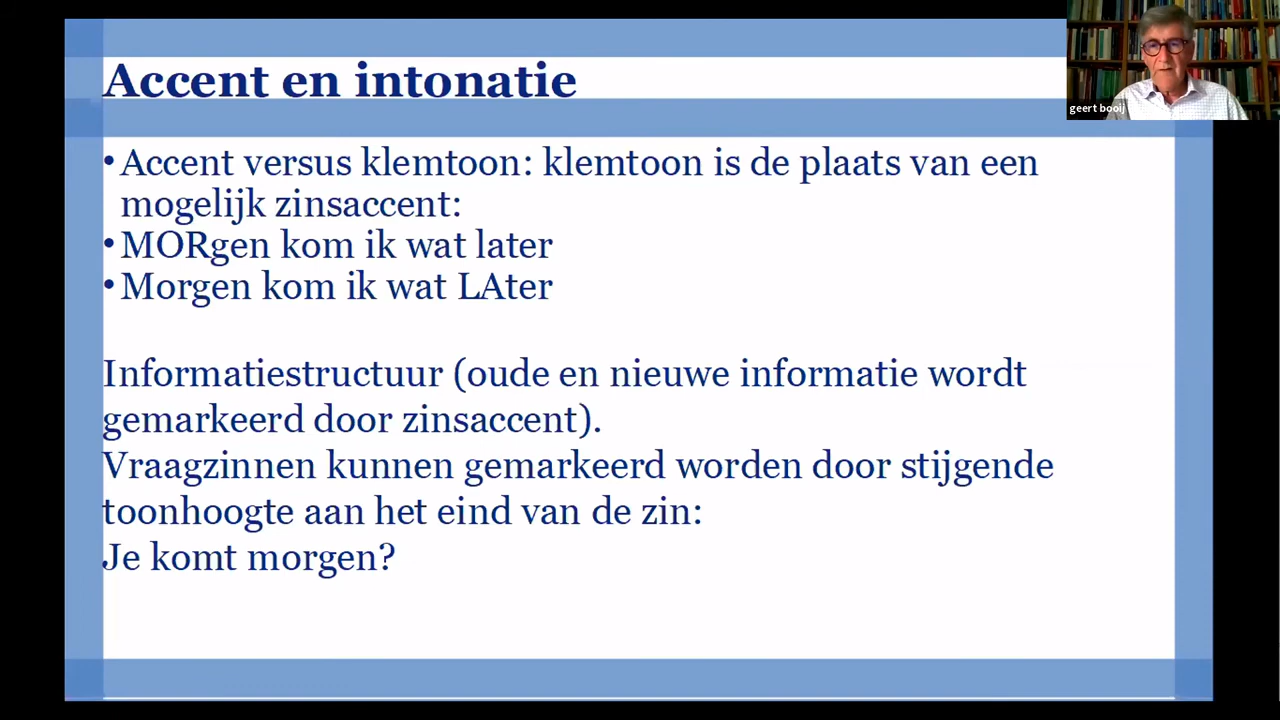 Accent en intonatie
geert booij
• Accent versus klemtoon: klemtoon is de plaats van een
mogelijk zinsaccent:
• MORgen kom ik wat later
• Morgen kom ik wat LAter
Informatiestructuur (oude en nieuwe informatie wordt
gemarkeerd door zinsaccent).
Vraagzinnen kunnen gemarkeerd worden door stijgende
toonhoogte aan het eind van de zin:
Je komt morgen?